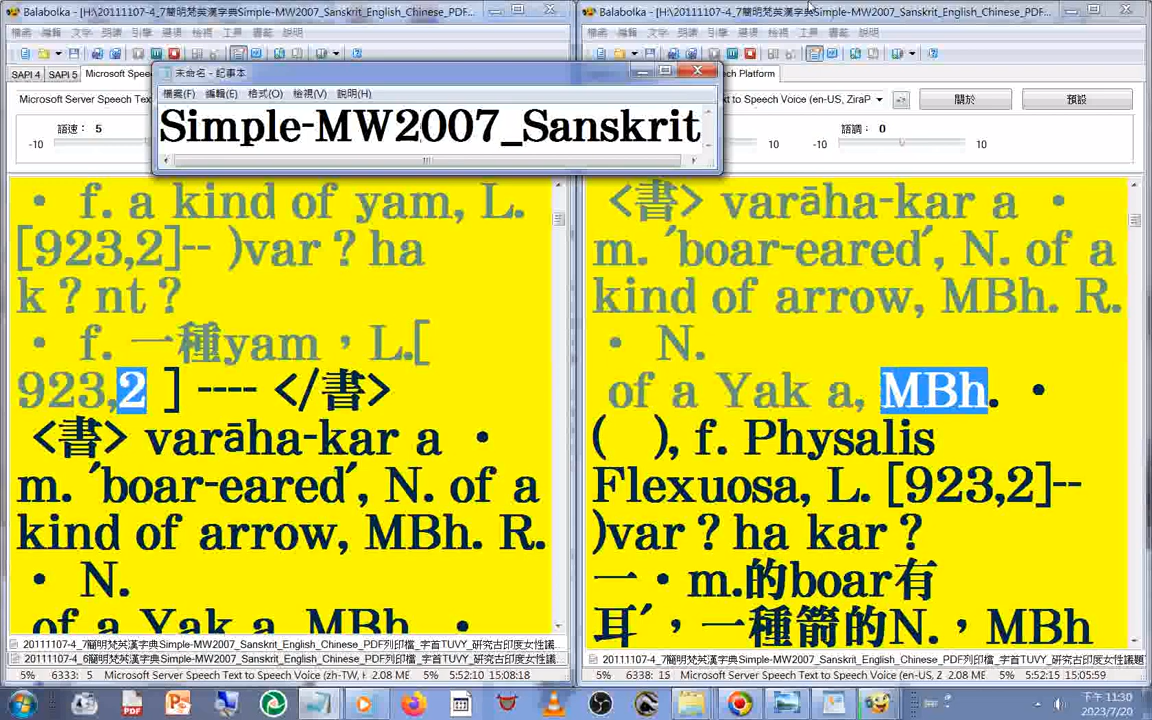 Balabolka - [H:\20111107-4_7簡明梵英漢字典Simple-MW2007_Sanskrit_English_Chinese_PDF...
Balabolka - [H:\20111107-4_7簡明梵英漢字典Simple-MW2007_Sanskrit_English_Chinese_PDF...
SAPI 4 SAPI 5 Microsoft Speech
未命名 - 記事本
檔案(F) 編輯(E) 格式(O) 檢視(V) 說明(H)
Simple-MW2007_Sanskrit
Microsoft Server Speech Text
語速： 5
-10 10
to Speech Voice (en-US, ZiraP
關於
預設
語調： 0
-10 10
• f. a kind of yam, L.
[923,2]-- )var？ha
k？nt？
• f. 一種yam，L.[
923,2 ] ---- </書>
<書> varāha-kar a •
m. ′boar-eared′, N. of a
kind of arrow, MBh. R.
• N.
of a Yak a, MBh. •
<書> varāha-kar a •
m. ′boar-eared′, N. of a
kind of arrow, MBh. R.
• N.
of a Yak a, MBh. •
( ), f. Physalis
Flexuosa, L. [923,2]--
)var？ha kar？
一•m.的boar有
耳′，一種箭的N.，MBh
20111107-4_7簡明梵英漢字典Simple-MW2007_Sanskrit_English_Chinese_PDF列印檔_字首TUVY_研究古印度女性議...
20111107-4_6簡明梵英漢字典Simple-MW2007_Sanskrit_English_Chinese_PDF列印檔_字首TUVY_研究古印度女性議...
5% 6333: 5 Microsoft Server Speech Text to Speech Voice (zh-TW, H 2.08 ME 5% 5:52:10 15:08:18
20111107-4_7簡明梵英漢字典Simple-MW2007_Sanskrit_English_Chinese_PDF列印檔_字首TUVY_研究古印度女性議題
5% 6338: 15 Microsoft Server Speech Text to Speech Voice (en-US, Z 2.08 ME 5% 5:52:15 15:05:59
下午 11:30
2023/7/20